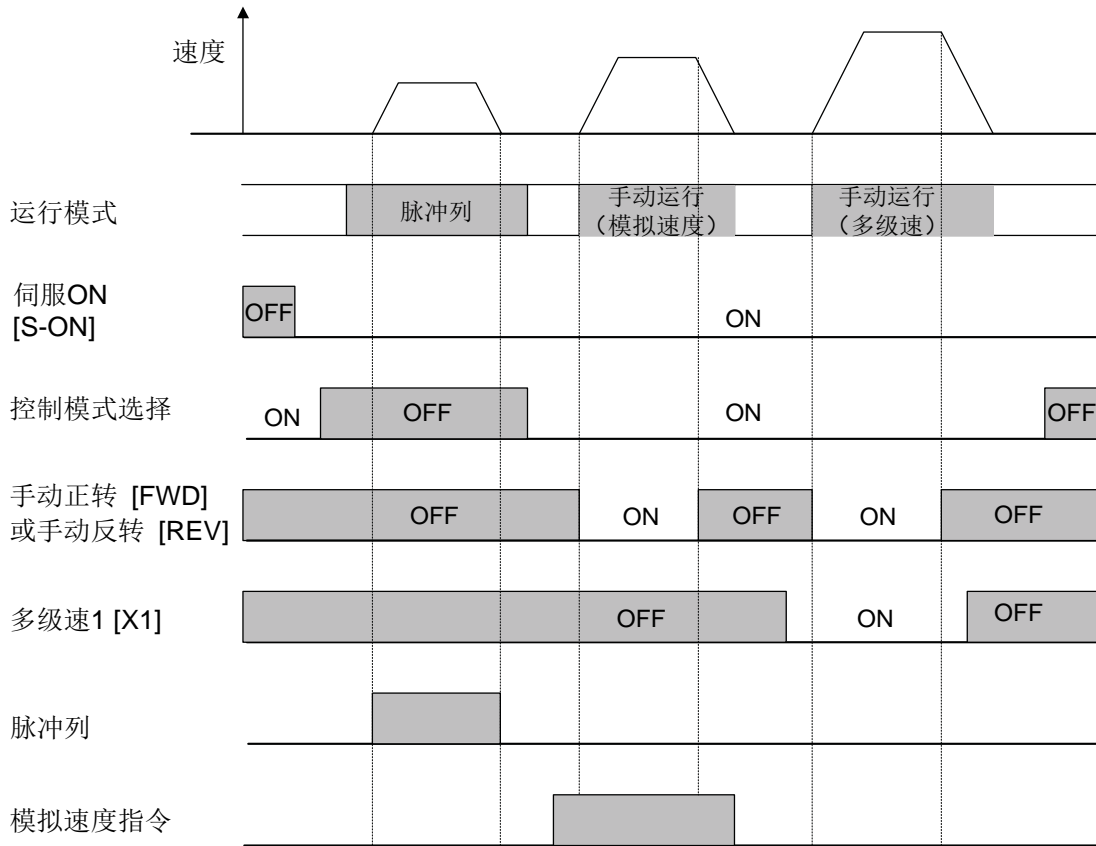 速度
运行模式
脉冲列
手动运行
（模拟速度）
手动运行
（多级速）
伺服ON
[S-ON]
OFF
ON
控制模式选择
ON
OFF
ON
OFF
手动正转 [FWD]
或手动反转 [REV]
OFF
ON
OFF
ON
OFF
多级速1 [X1]
OFF
ON
OFF
脉冲列
模拟速度指令